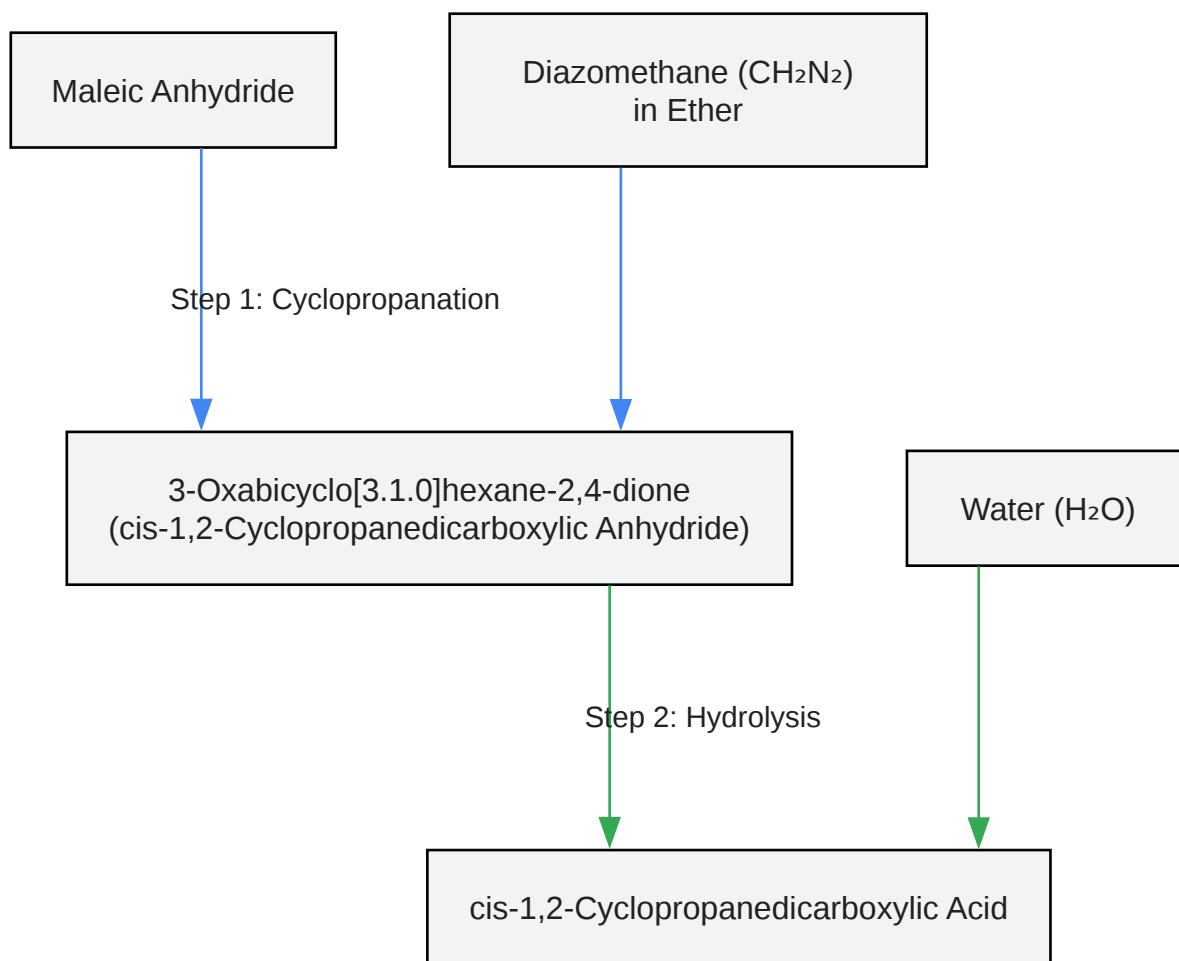 Maleic Anhydride
Diazomethane (CH₂N₂)
in Ether
Step 1: Cyclopropanation
3-Oxabicyclo[3.1.0]hexane-2,4-dione
(cis-1,2-Cyclopropanedicarboxylic Anhydride)
Water (H₂O)
Step 2: Hydrolysis
cis-1,2-Cyclopropanedicarboxylic Acid